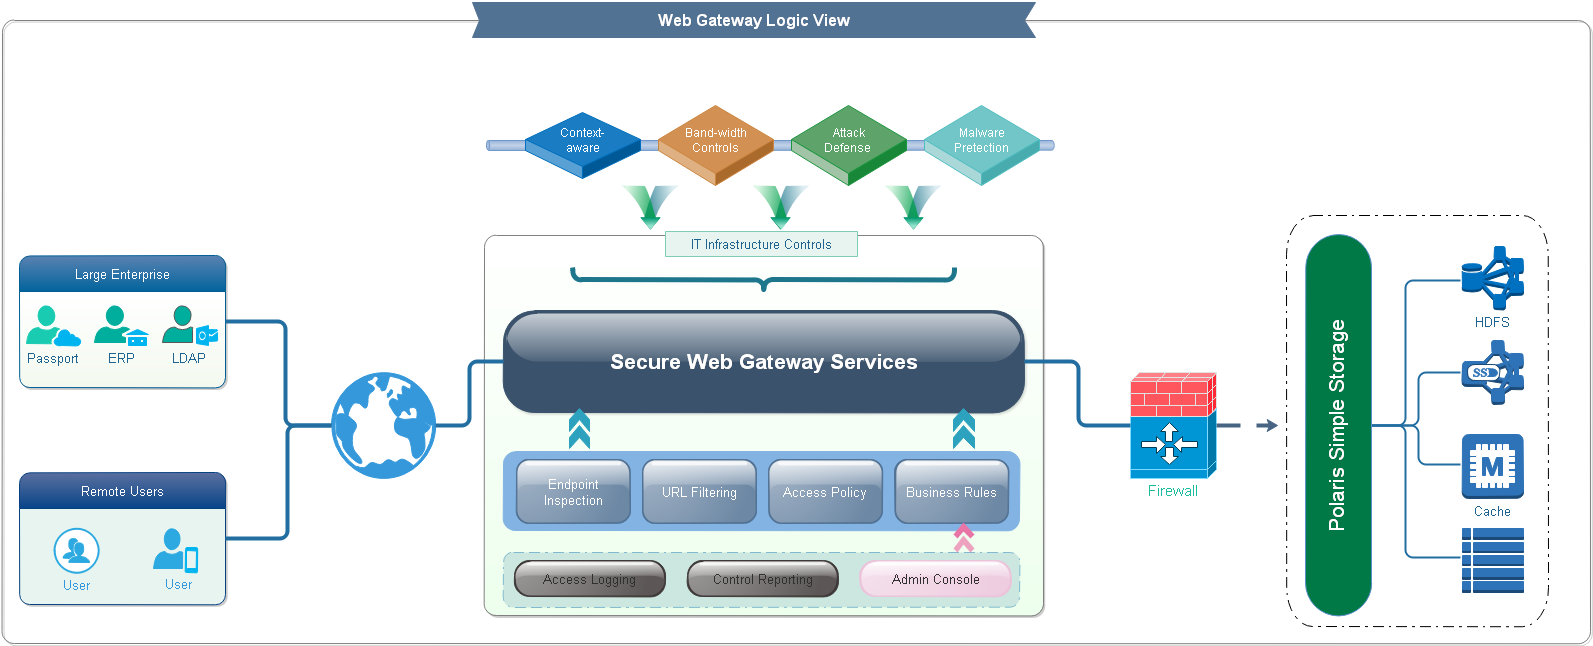 Web Gateway Logic View
Context-
aware
Band-width
Controls
Attack
Defense
Malware
Pretection
IT Infrastructure Controls
Large Enterprise
Passport
ERP
LDAP
Remote Users
User
User
Secure Web Gateway Services
Endpoint
Inspection
URL Filtering
Access Policy
Business Rules
Access Logging
Control Reporting
Admin Console
Firewall
Polaris Simple Storage
HDFS
SSD
M
Cache